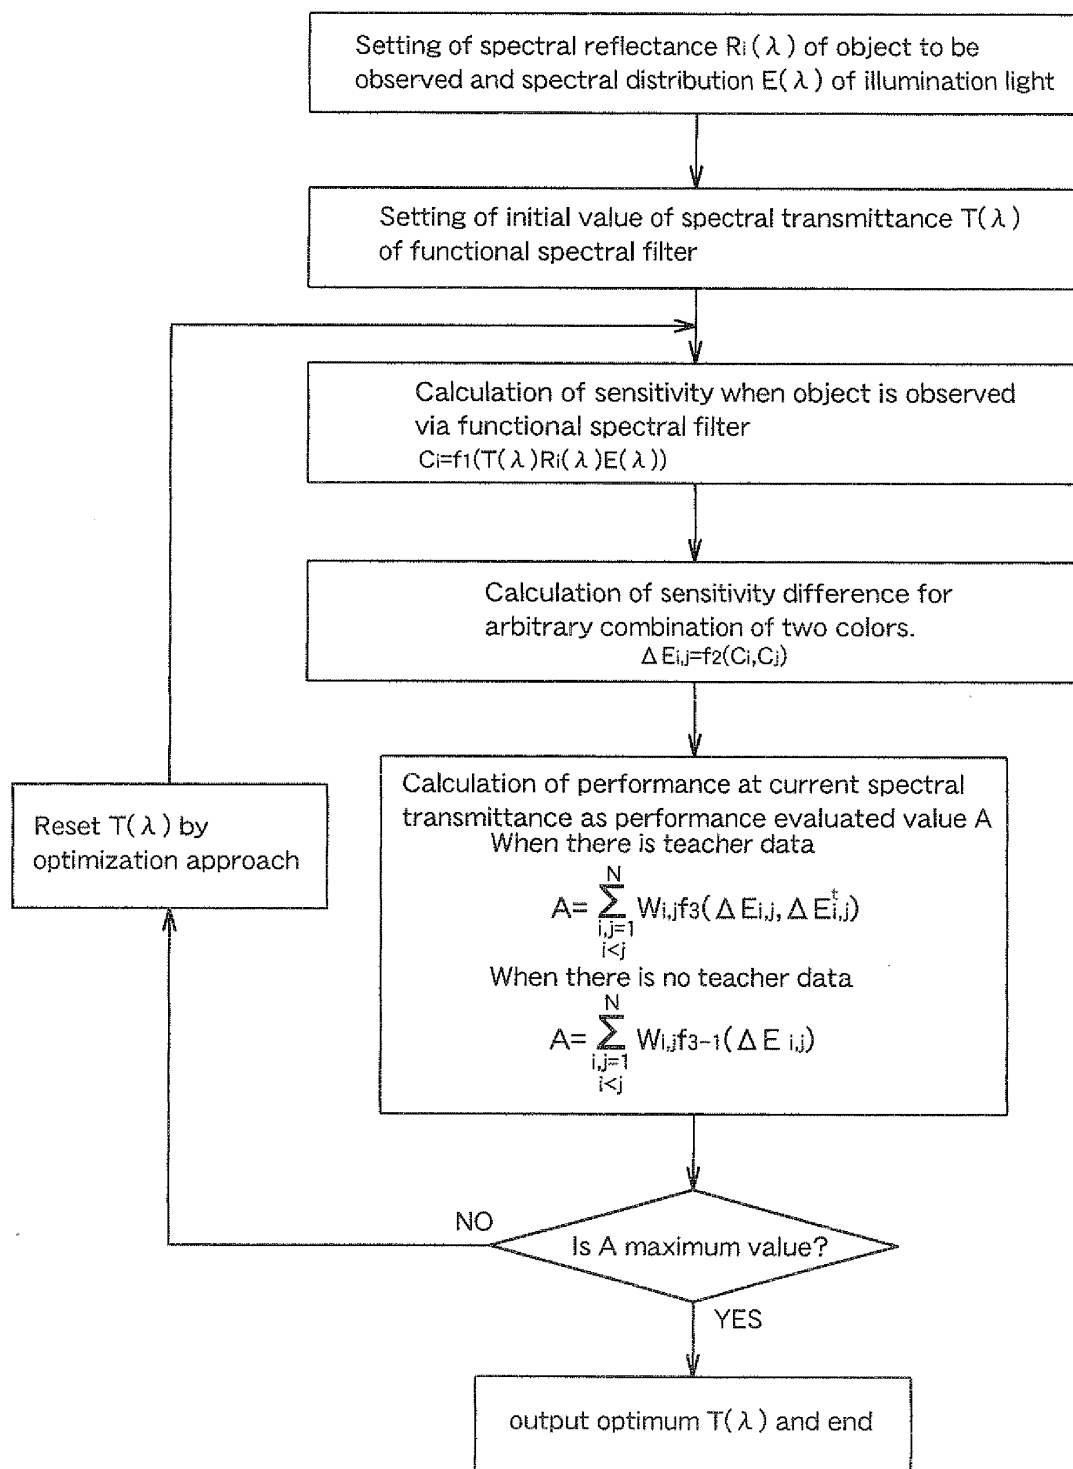 Setting of spectral reflectance Ri(λ) of object to be
observed and spectral distribution E(λ) of illumination light
Setting of initial value of spectral transmittance T(λ)
of functional spectral filter
Calculation of sensitivity when object is observed
via functional spectral filter
Ci=f1(T(λ)Ri(λ)E(λ))
Calculation of sensitivity difference for
arbitrary combination of two colors.
ΔEi,j=f2(Ci,Cj)
Calculation of performance at current spectral
transmittance as performance evaluated value A
When there is teacher data
N
A=∑ Wi,jf3(ΔEi,j,ΔE^t i,j)
i,j=1
i<j
When there is no teacher data
N
A=∑ Wi,jf3-1(ΔE i,j)
i,j=1
i<j
Reset T(λ) by
optimization approach
NO
Is A maximum value?
YES
output optimum T(λ) and end